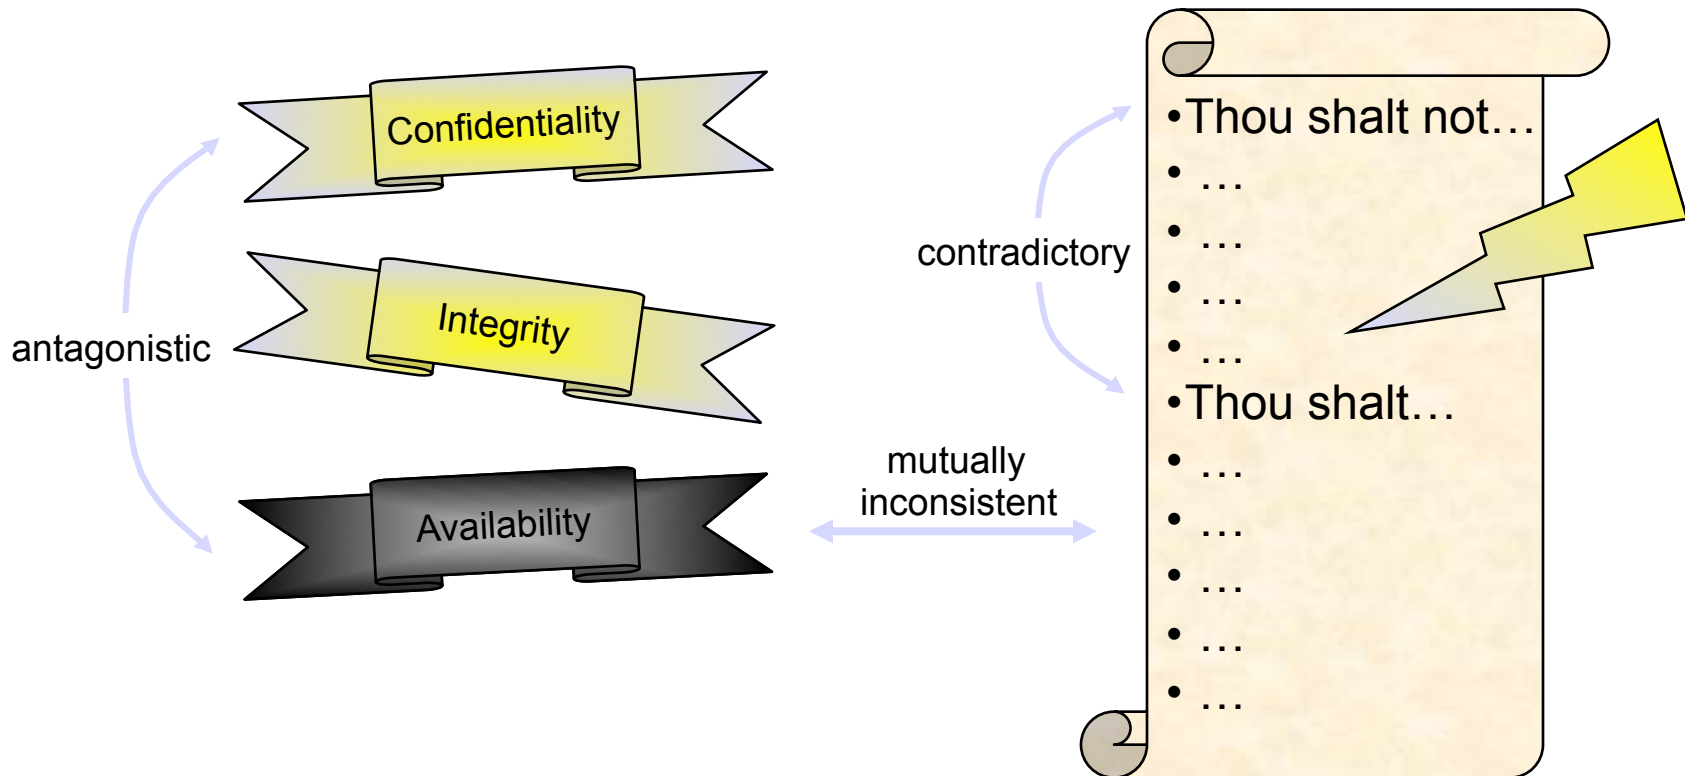 Confidentiality
Integrity
Availability
antagonistic
mutually
inconsistent
contradictory
•Thou shalt not…
• …
• …
• …
• …
•Thou shalt…
• …
• …
• …
• …
• …